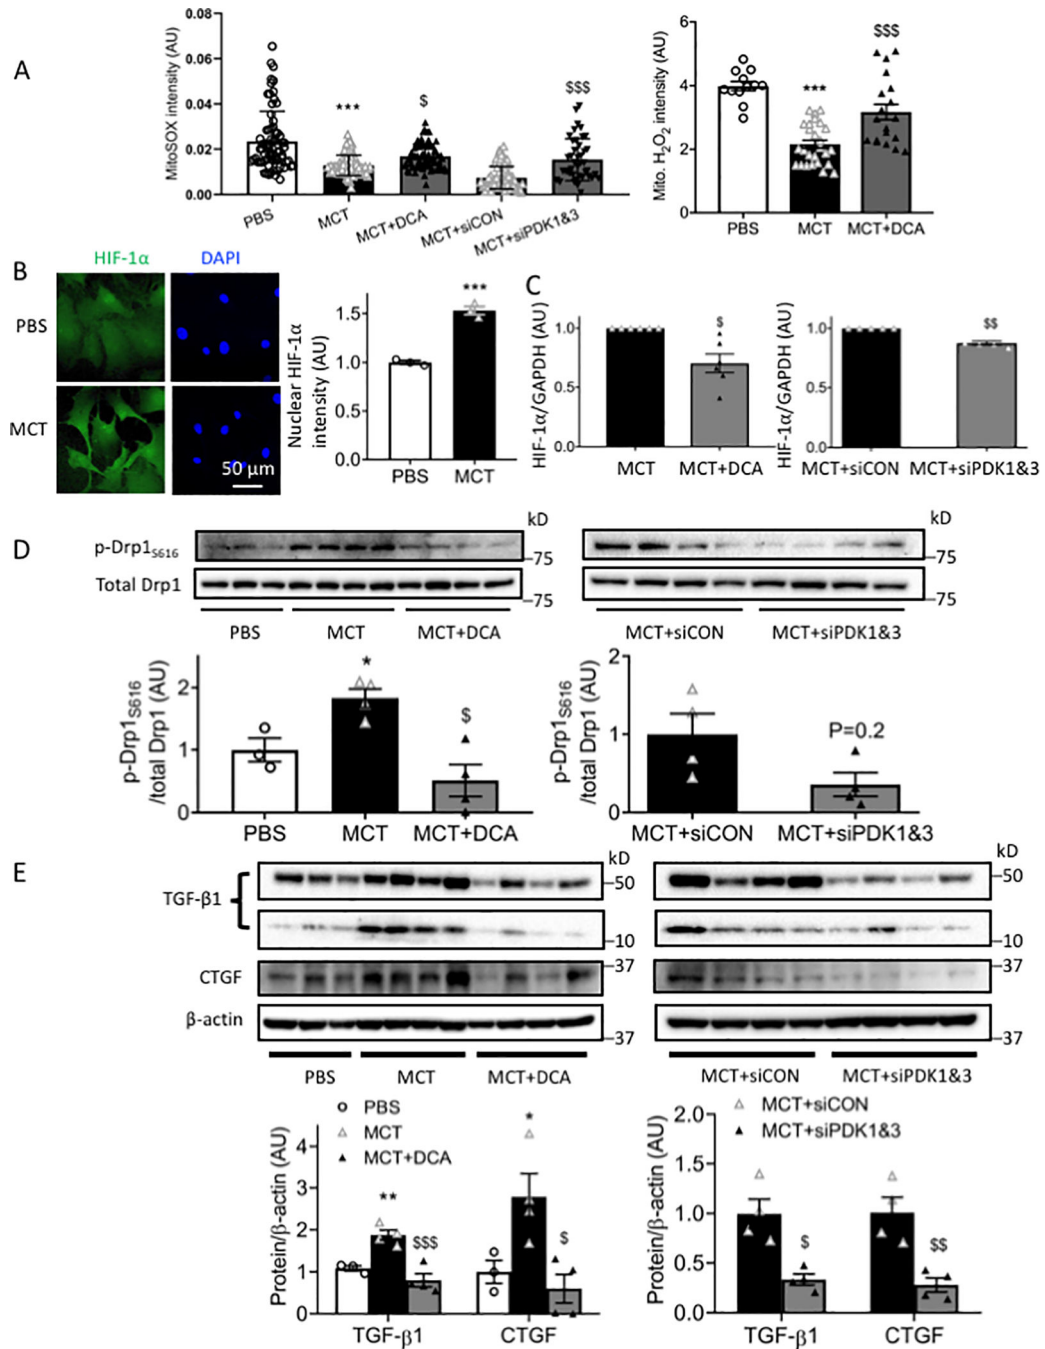 A
MitoSOX intensity (AU)
0.08
0.06
0.04
0.02
0.00
***
$
$$$
PBS
MCT
MCT+DCA
MCT+siCON
MCT+siPDK1&3
Mito. H2O2 intensity (AU)
6
4
2
0
***
$$$
PBS
MCT
MCT+DCA
B
HIF-1α
DAPI
PBS
MCT
50 µm
Nuclear HIF-1α
intensity (AU)
1.5
1.0
0.5
0.0
***
PBS
MCT
C
HIF-1α/GAPDH (AU)
1.0
0.5
0.0
$
MCT
MCT+DCA
HIF-1α/GAPDH (AU)
1.0
0.5
0.0
$$
MCT+siCON
MCT+siPDK1&3
D
kD
p-Drp1S616
–75
Total Drp1
–75
PBS
MCT
MCT+DCA
kD
–75
–75
MCT+siCON
MCT+siPDK1&3
p-Drp1S616
/total Drp1 (AU)
2
1
0
*
$
PBS
MCT
MCT+DCA
p-Drp1S616
/total Drp1 (AU)
2
1
0
P=0.2
MCT+siCON
MCT+siPDK1&3
E
kD
TGF-β1
–50
–10
CTGF
–37
β-actin
–37
PBS
MCT
MCT+DCA
kD
–50
–10
–37
–37
MCT+siCON
MCT+siPDK1&3
PBS
MCT
MCT+DCA
Protein/β-actin (AU)
4
3
2
1
0
**
$$$
*
$
TGF-β1
CTGF
MCT+siCON
MCT+siPDK1&3
Protein/β-actin (AU)
2.0
1.5
1.0
0.5
0.0
$
$$
TGF-β1
CTGF